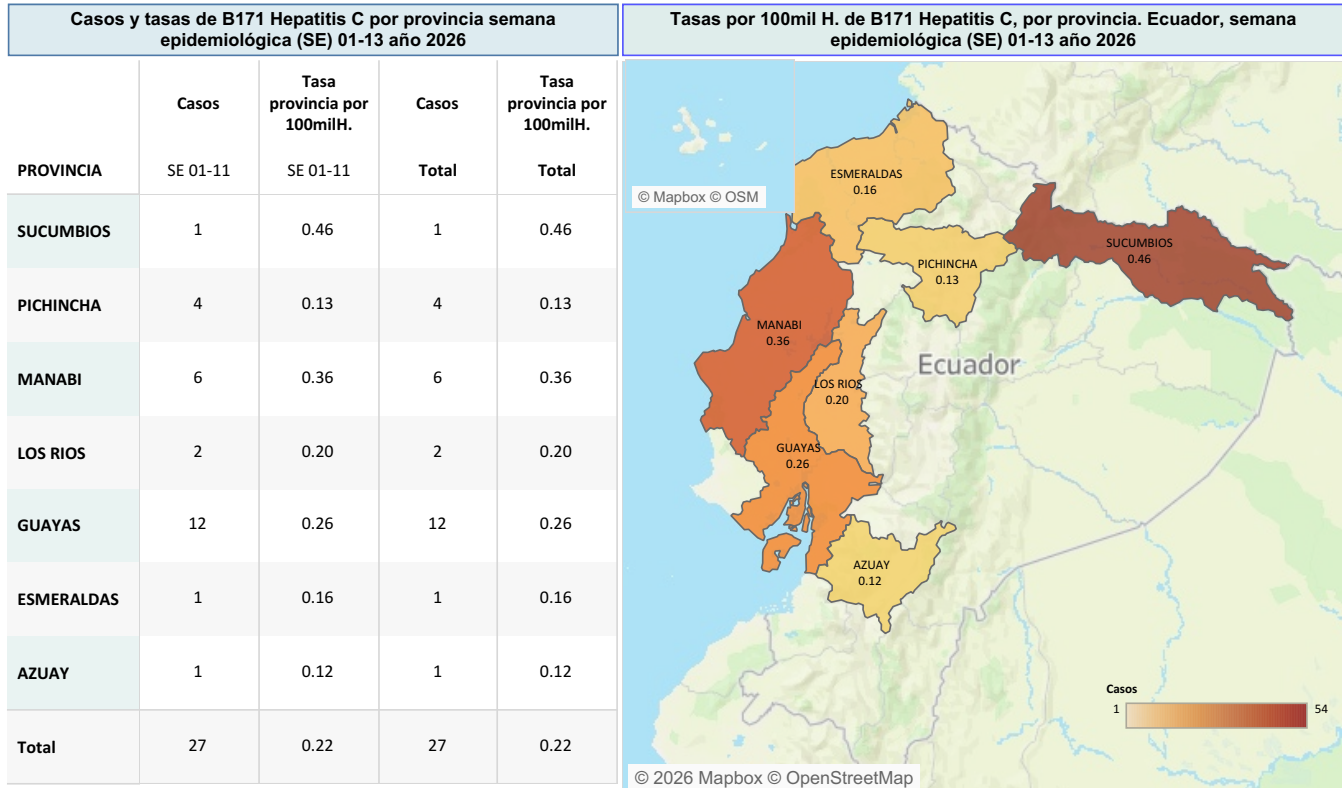 Casos y tasas de B171 Hepatitis C por provincia semana
epidemiológica (SE) 01-13 año 2026
Casos Tasa provincia por 100milH. Casos Tasa provincia por 100milH.
PROVINCIA SE 01-11 SE 01-11 Total Total
SUCUMBIOS 1 0.46 1 0.46
PICHINCHA 4 0.13 4 0.13
MANABI 6 0.36 6 0.36
LOS RIOS 2 0.20 2 0.20
GUAYAS 12 0.26 12 0.26
ESMERALDAS 1 0.16 1 0.16
AZUAY 1 0.12 1 0.12
Total 27 0.22 27 0.22
Tasas por 100mil H. de B171 Hepatitis C, por provincia. Ecuador, semana
epidemiológica (SE) 01-13 año 2026
© Mapbox © OSM
ESMERALDAS
0.16
SUCUMBIOS
0.46
PICHINCHA
0.13
MANABI
0.36
Ecuador
LOS RIOS
0.20
GUAYAS
0.26
AZUAY
0.12
Casos
1 54
© 2026 Mapbox © OpenStreetMap